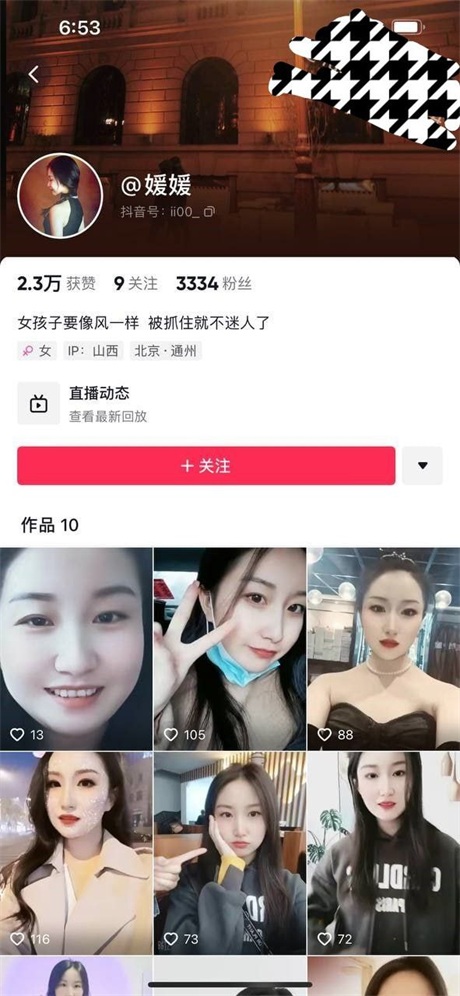 6:53
@媛媛
抖音号：ii00_
2.3万 获赞 9 关注 3334 粉丝
女孩子要像风一样 被抓住就不迷人了
女 IP：山西 北京·通州
直播动态
查看最新回放
+ 关注
作品 10
13 105 88
116 73 72